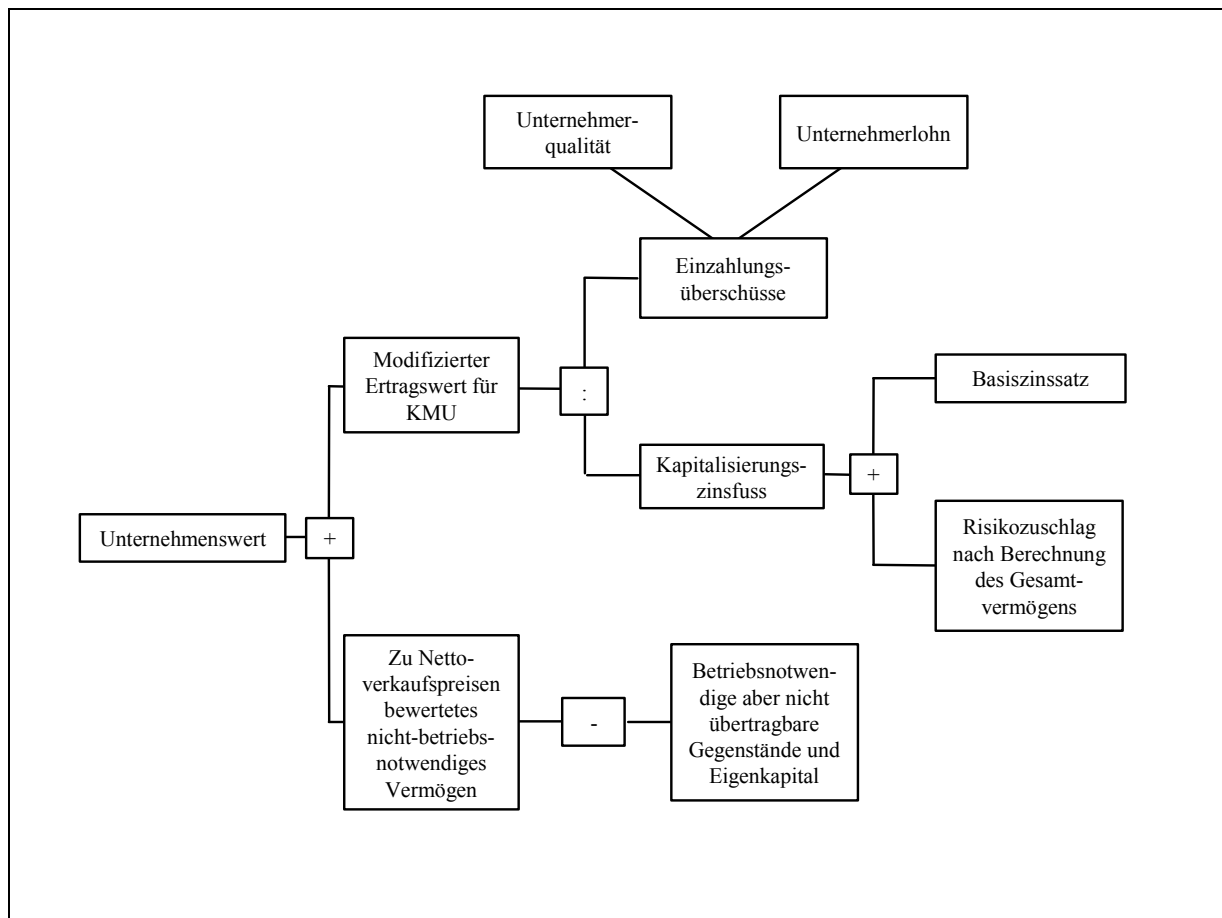 Unternehmer-
qualität
Unternehmerlohn
Einzahlungs-
überschüsse
Modifizierter
Ertragswert für
KMU
:
Basiszinssatz
Kapitalisierungs-
zinsfuss
+
Unternehmenswert
+
Risikozuschlag
nach Berechnung
des Gesamt-
vermögens
Zu Netto-
verkaufspreisen
bewertetes
nicht-betriebs-
notwendiges
Vermögen
-
Betriebsnotwen-
dige aber nicht
übertragbare
Gegenstände und
Eigenkapital